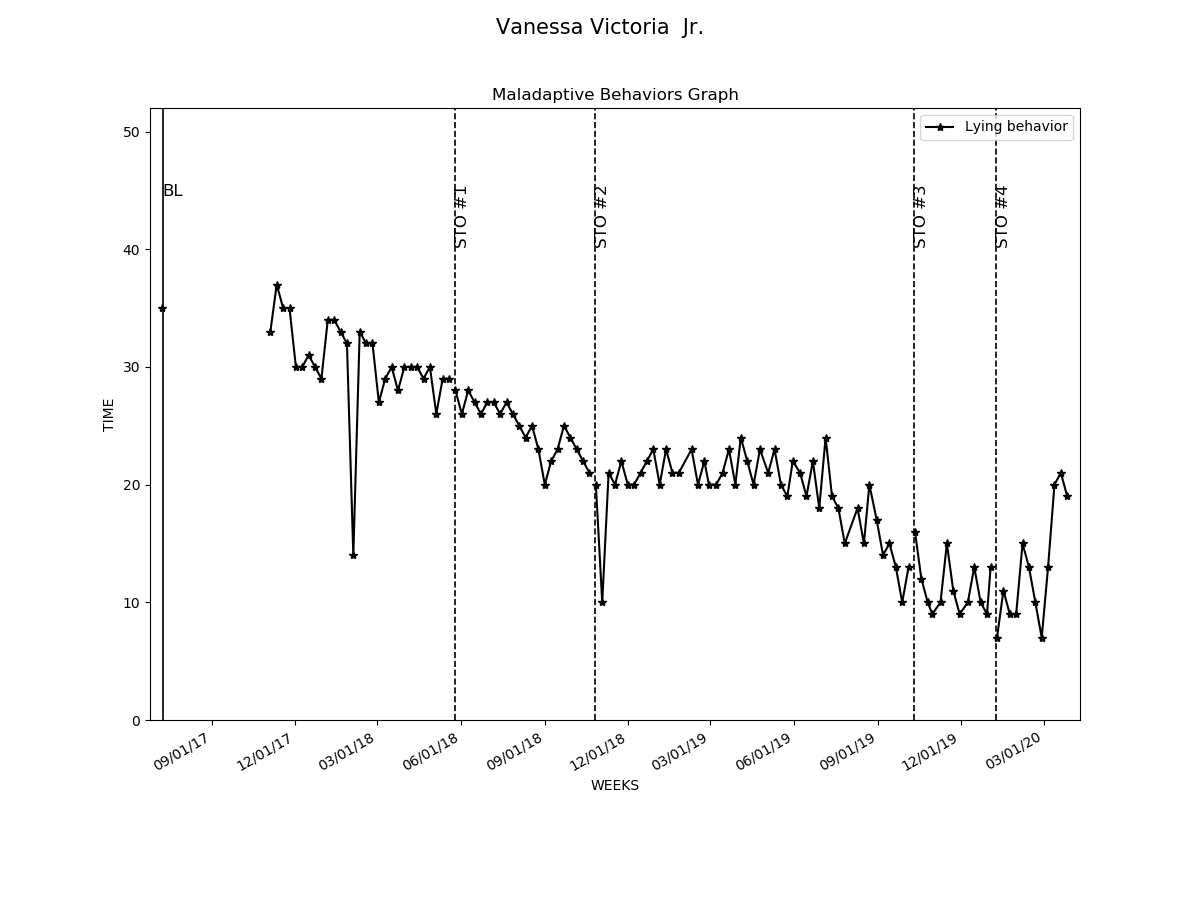 Vanessa Victoria  Jr.
Maladaptive Behaviors Graph
Lying behavior
50
40
30
20
10
0
TIME
BL
STO #1
STO #2
STO #3
STO #4
09/01/17
12/01/17
03/01/18
06/01/18
09/01/18
12/01/18
03/01/19
06/01/19
09/01/19
12/01/19
03/01/20
WEEKS